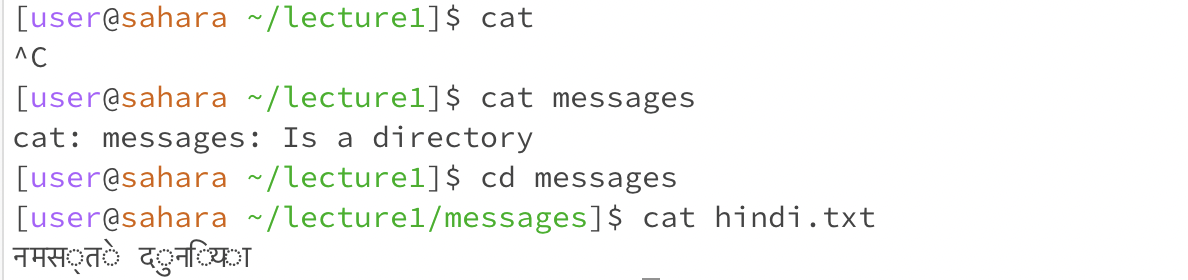 [user@sahara ~/lecture1]$ cat
^C
[user@sahara ~/lecture1]$ cat messages
cat: messages: Is a directory
[user@sahara ~/lecture1]$ cd messages
[user@sahara ~/lecture1/messages]$ cat hindi.txt
नमस्ते दुनिया